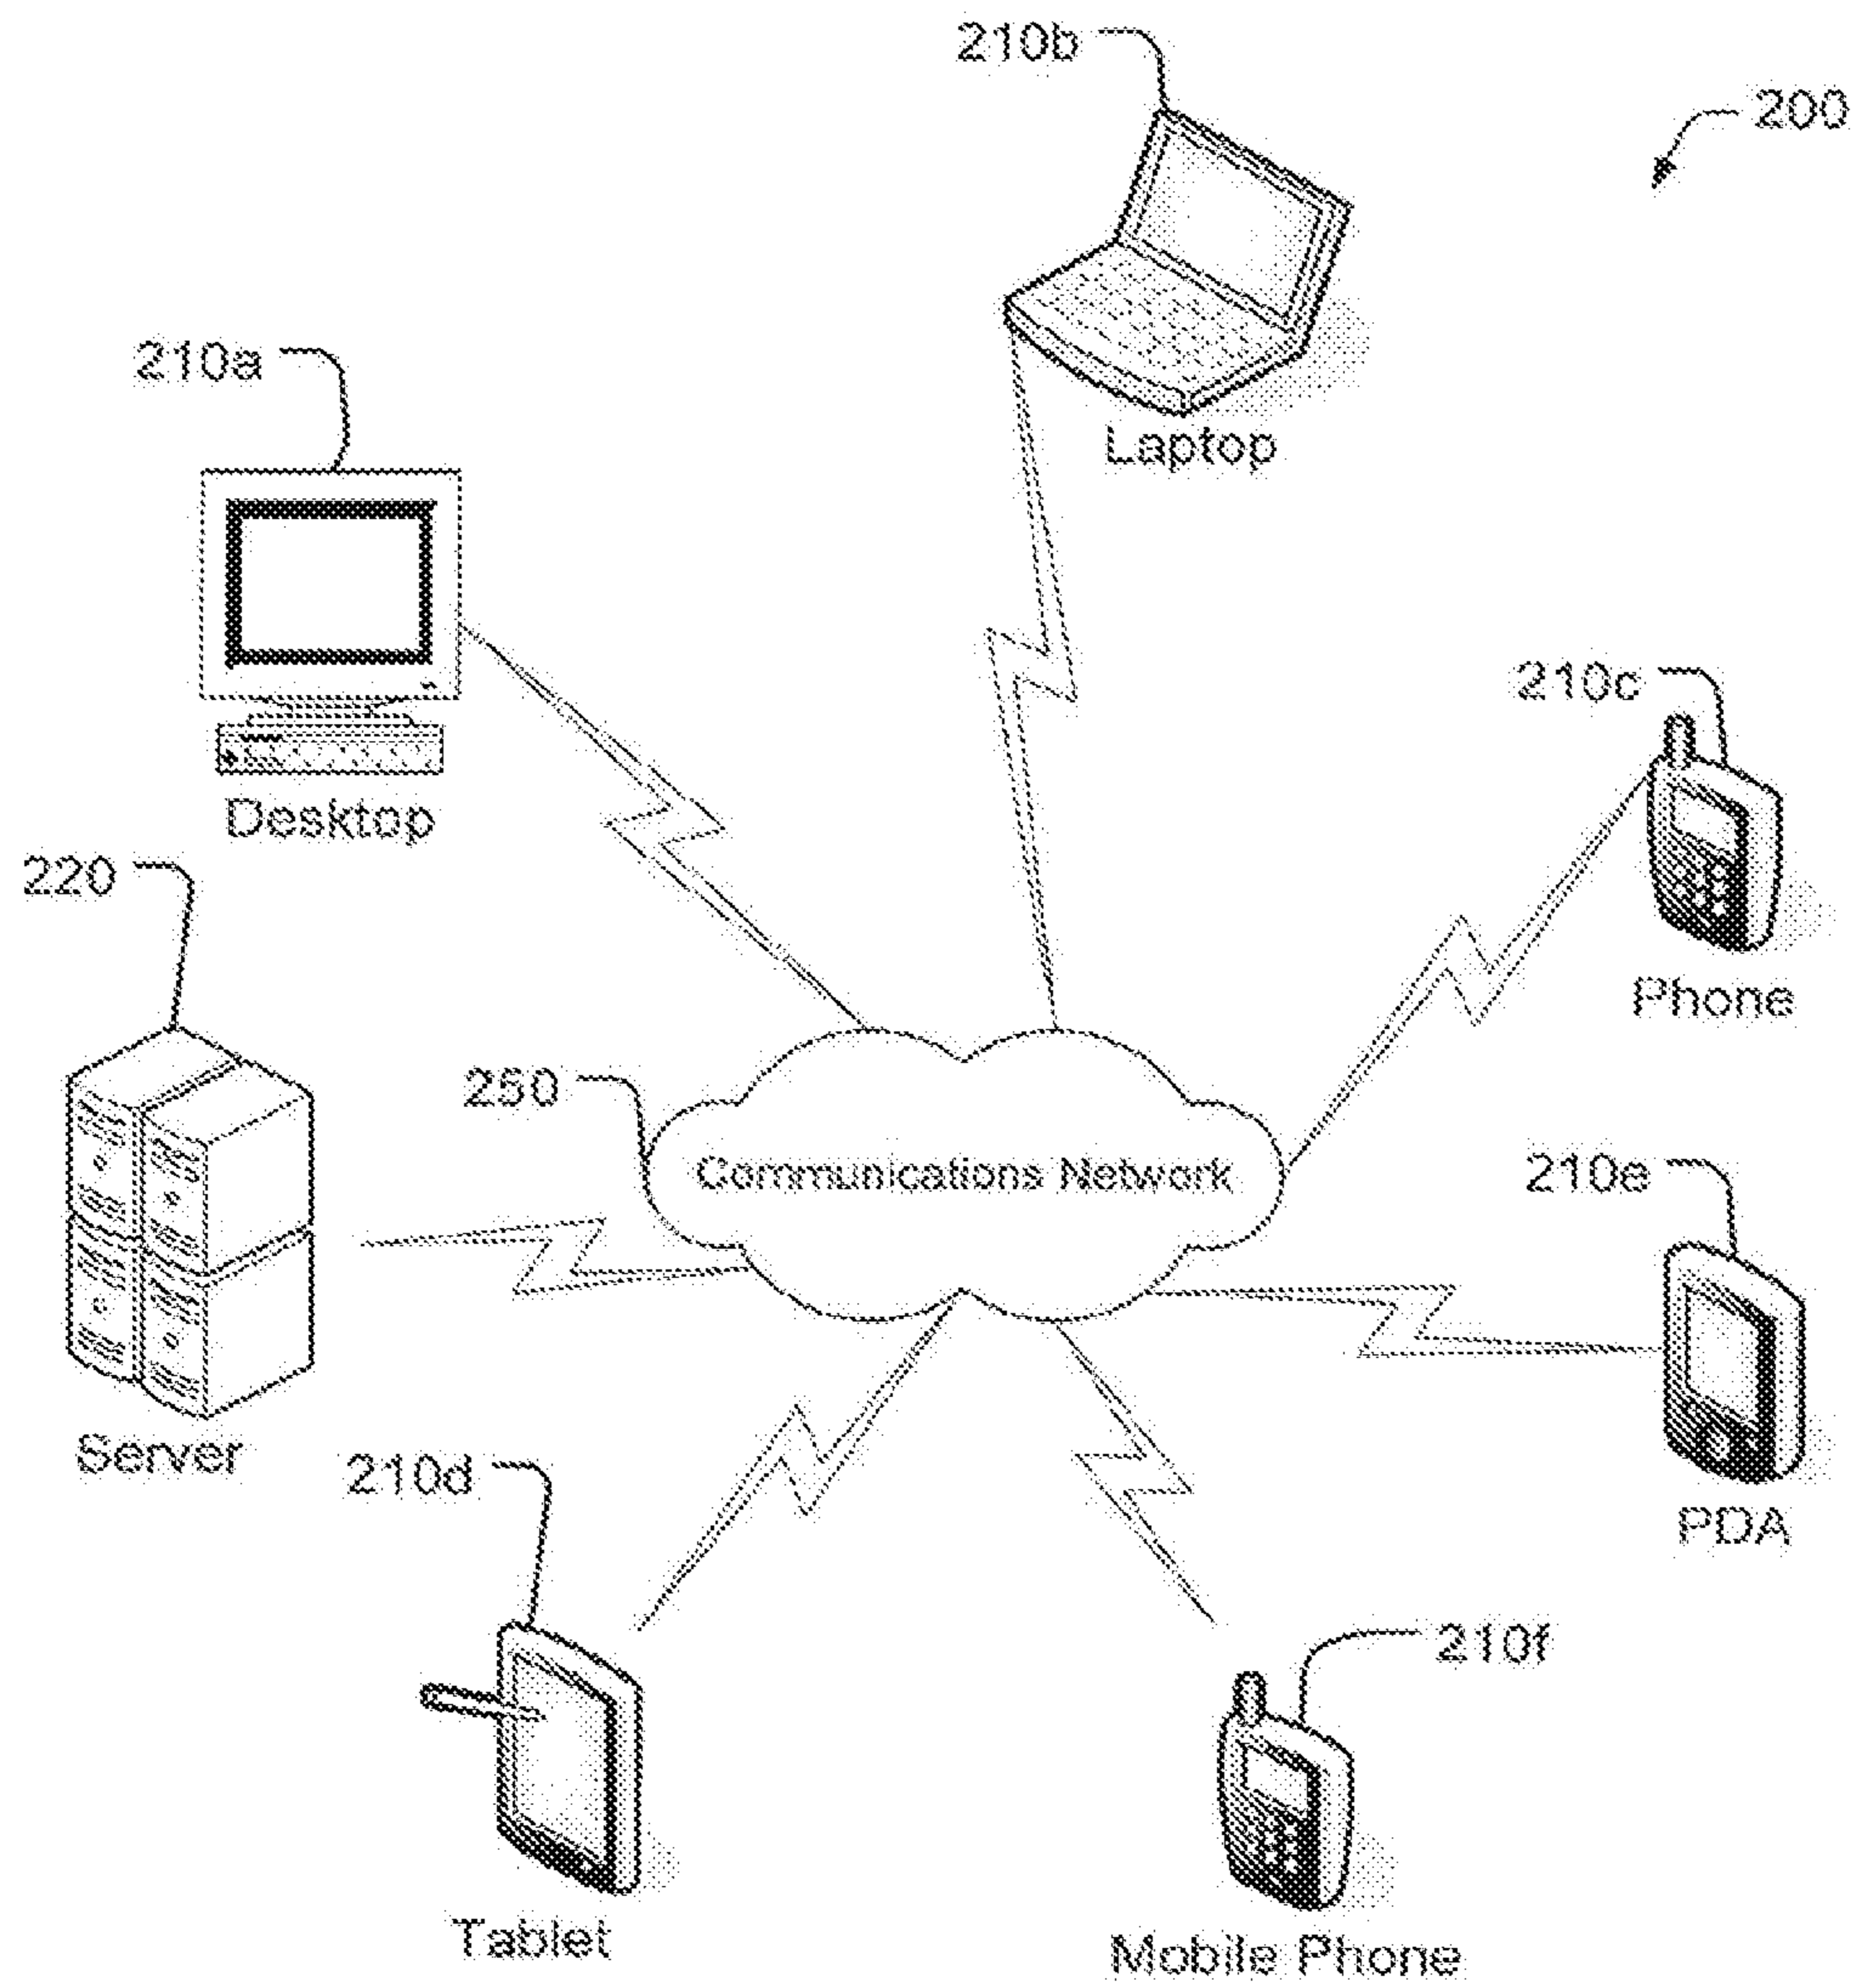 210b
200
210a
Laptop
210c
Desktop
220
Phone
250
Communications Network
210e
Server
210d
PDA
210f
Tablet
Mobile Phone